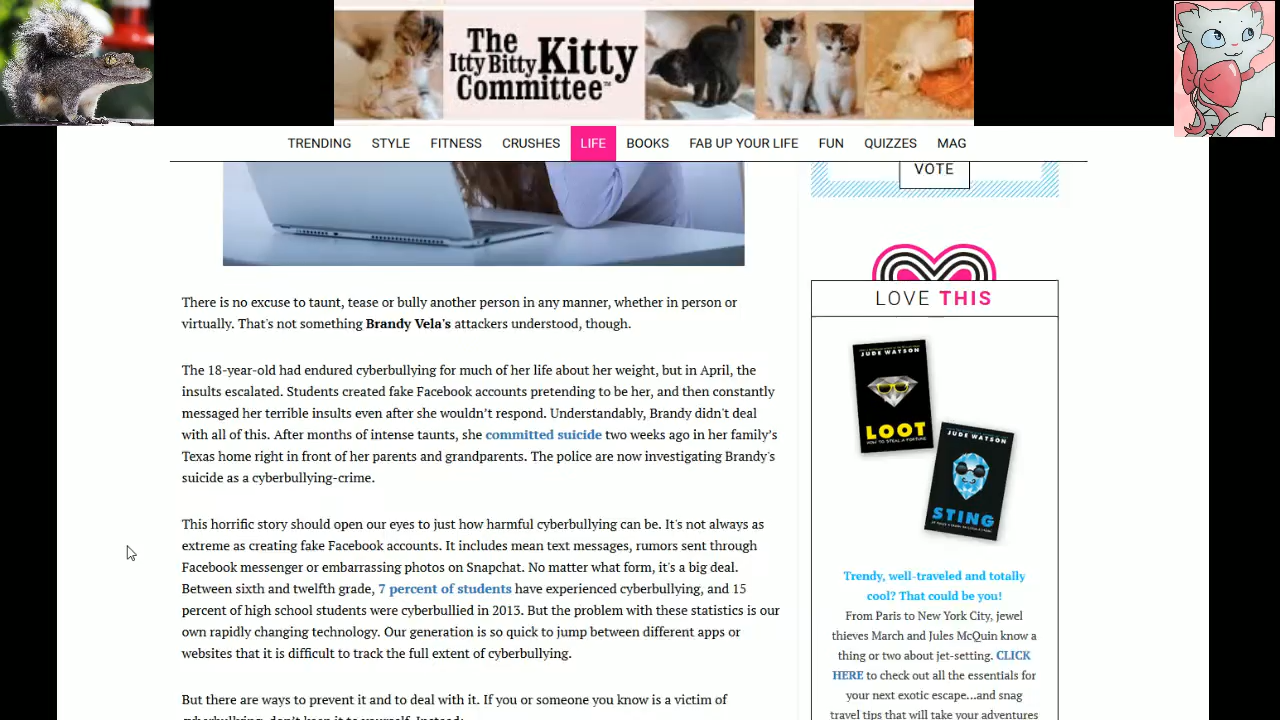 The
Itty Bitty Kitty
Committee™
TRENDING STYLE FITNESS CRUSHES LIFE BOOKS FAB UP YOUR LIFE FUN QUIZZES MAG
VOTE
There is no excuse to taunt, tease or bully another person in any manner, whether in person or
virtually. That's not something Brandy Vela's attackers understood, though.
The 18-year-old had endured cyberbullying for much of her life about her weight, but in April, the
insults escalated. Students created fake Facebook accounts pretending to be her, and then constantly
messaged her terrible insults even after she wouldn't respond. Understandably, Brandy didn't deal
with all of this. After months of intense taunts, she committed suicide two weeks ago in her family's
Texas home right in front of her parents and grandparents. The police are now investigating Brandy's
suicide as a cyberbullying-crime.
This horrific story should open our eyes to just how harmful cyberbullying can be. It's not always as
extreme as creating fake Facebook accounts. It includes mean text messages, rumors sent through
Facebook messenger or embarrassing photos on Snapchat. No matter what form, it's a big deal.
Between sixth and twelfth grade, 7 percent of students have experienced cyberbullying, and 15
percent of high school students were cyberbullied in 2013. But the problem with these statistics is our
own rapidly changing technology. Our generation is so quick to jump between different apps or
websites that it is difficult to track the full extent of cyberbullying.
But there are ways to prevent it and to deal with it. If you or someone you know is a victim of
cyberbullying, don't keep it to yourself. Instead:
LOVE THIS
JUDE WATSON
LOOT
HOW TO STEAL A FORTUNE
JUDE WATSON
STING
Trendy, well-traveled and totally
cool? That could be you!
From Paris to New York City, jewel
thieves March and Jules McQuin know a
thing or two about jet-setting. CLICK
HERE to check out all the essentials for
your next exotic escape...and snag
travel tips that will take your adventures